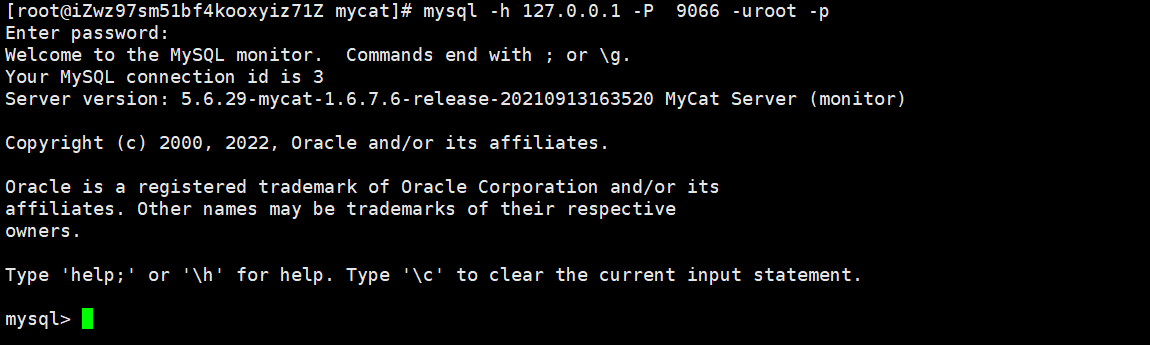 [root@iZwz97sm51bf4kooxyiz71Z mycat]# mysql -h 127.0.0.1 -P  9066 -uroot -p
Enter password:
Welcome to the MySQL monitor.  Commands end with ; or \g.
Your MySQL connection id is 3
Server version: 5.6.29-mycat-1.6.7.6-release-20210913163520 MyCat Server (monitor)
Copyright (c) 2000, 2022, Oracle and/or its affiliates.
Oracle is a registered trademark of Oracle Corporation and/or its
affiliates. Other names may be trademarks of their respective
owners.
Type 'help;' or '\h' for help. Type '\c' to clear the current input statement.
mysql>